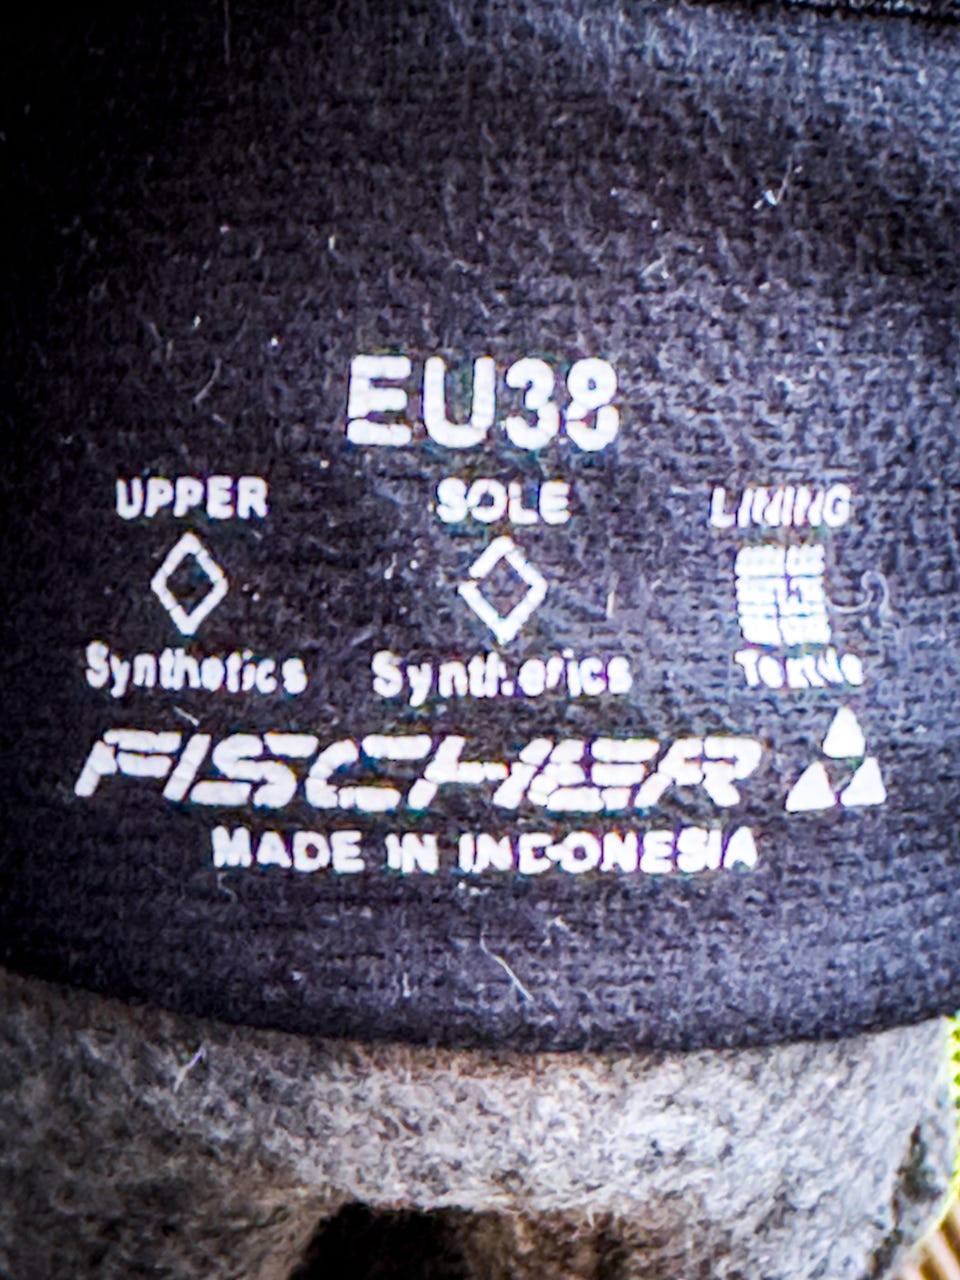 EU38
UPPER SOLE LINING
Synthetics Synthetics Textile
FISCHER
MADE IN INDONESIA